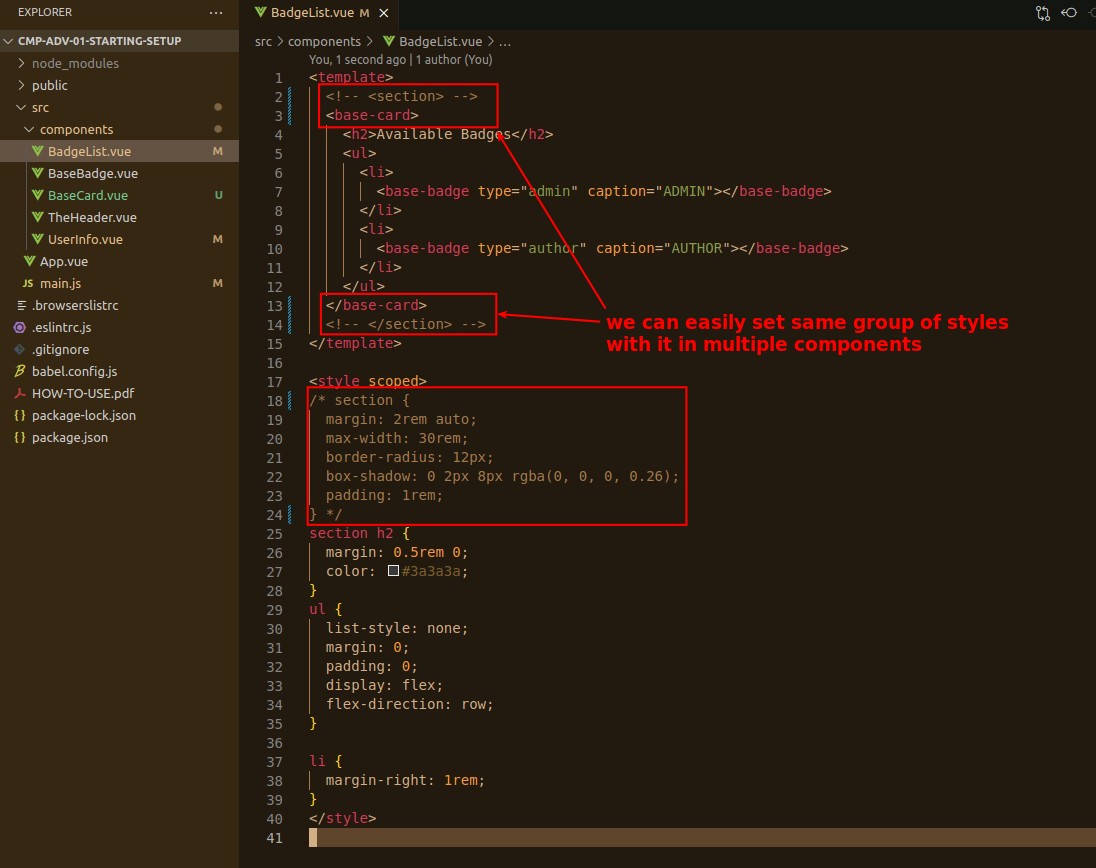 EXPLORER ...
CMP-ADV-01-STARTING-SETUP
node_modules
public
src
components
BadgeList.vue M
BaseBadge.vue
BaseCard.vue U
TheHeader.vue
UserInfo.vue M
App.vue
JS main.js M
.browserslistrc
.eslintrc.js
.gitignore
babel.config.js
HOW-TO-USE.pdf
{} package-lock.json
{} package.json
BadgeList.vue M ×
src > components > BadgeList.vue > ...
You, 1 second ago | 1 author (You)
1 <template>
2 <!-- <section> -->
3 <base-card>
4 <h2>Available Badges</h2>
5 <ul>
6 <li>
7 <base-badge type="admin" caption="ADMIN"></base-badge>
8 </li>
9 <li>
10 <base-badge type="author" caption="AUTHOR"></base-badge>
11 </li>
12 </ul>
13 </base-card>
14 <!-- </section> -->
15 </template>
16
17 <style scoped>
18 /* section {
19 margin: 2rem auto;
20 max-width: 30rem;
21 border-radius: 12px;
22 box-shadow: 0 2px 8px rgba(0, 0, 0, 0.26);
23 padding: 1rem;
24 } */
25 section h2 {
26 margin: 0.5rem 0;
27 color: #3a3a3a;
28 }
29 ul {
30 list-style: none;
31 margin: 0;
32 padding: 0;
33 display: flex;
34 flex-direction: row;
35 }
36
37 li {
38 margin-right: 1rem;
39 }
40 </style>
41
we can easily set same group of styles
with it in multiple components